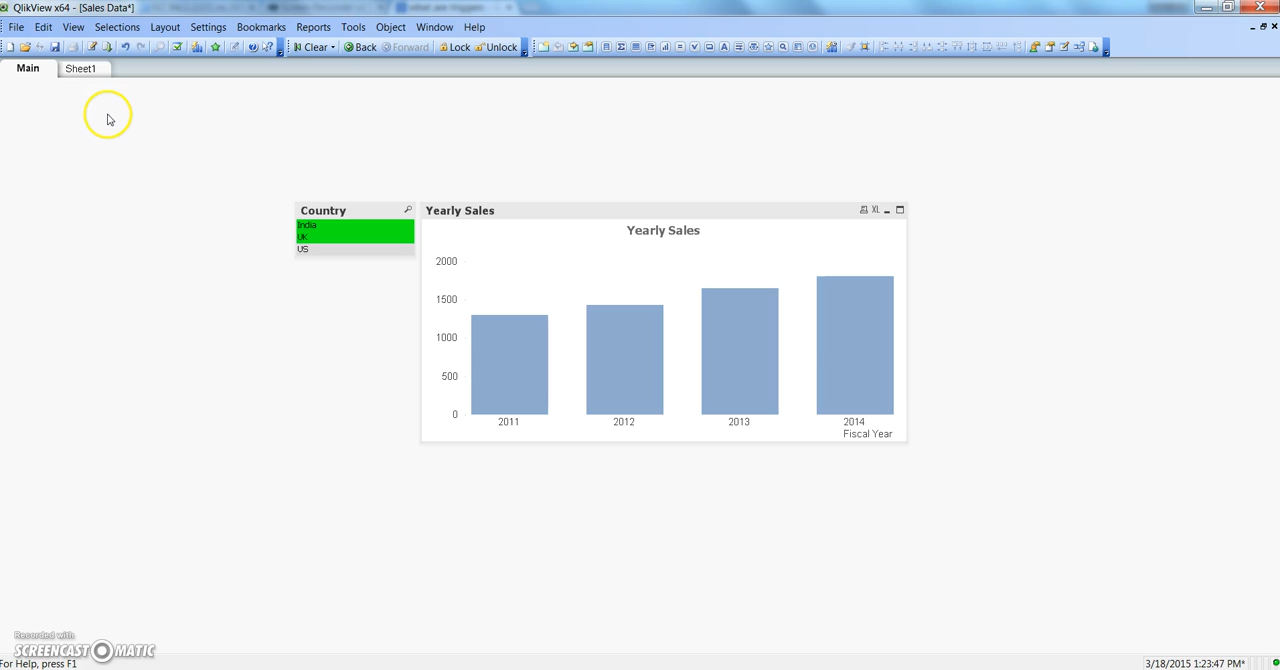 QlikView x64 - [Sales Data*]
File Edit View Selections Layout Settings Bookmarks Reports Tools Object Window Help
Clear Back Forward Lock Unlock
Main Sheet1
Country
India
UK
US
Yearly Sales XL
Yearly Sales
2000
1500
1000
500
0
2011 2012 2013 2014
Fiscal Year
Recorded with
SCREENCAST MATIC
For Help, press F1 3/18/2015 1:23:47 PM*